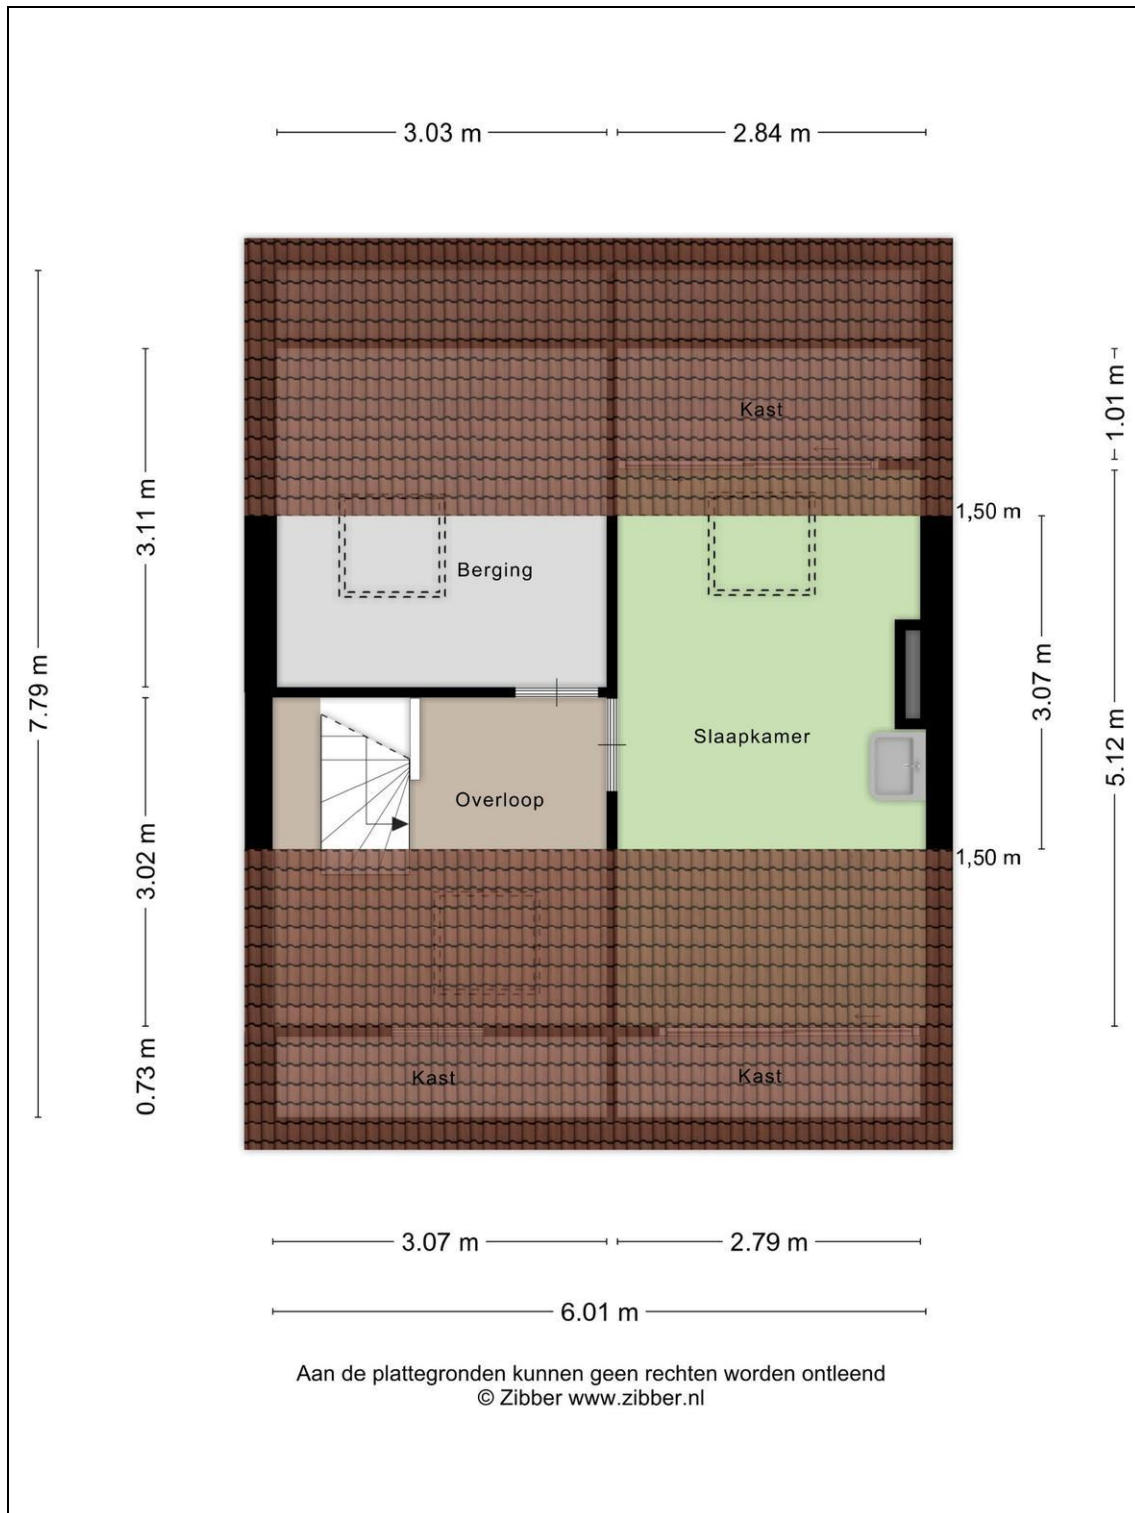 3.03 m
2.84 m
Kast
1.01 m
1,50 m
3.11 m
Berging
7.79 m
3.07 m
Slaapkamer
5.12 m
Overloop
1,50 m
3.02 m
0.73 m
Kast
Kast
3.07 m
2.79 m
6.01 m
Aan de plattegronden kunnen geen rechten worden ontleend
© Zibber www.zibber.nl